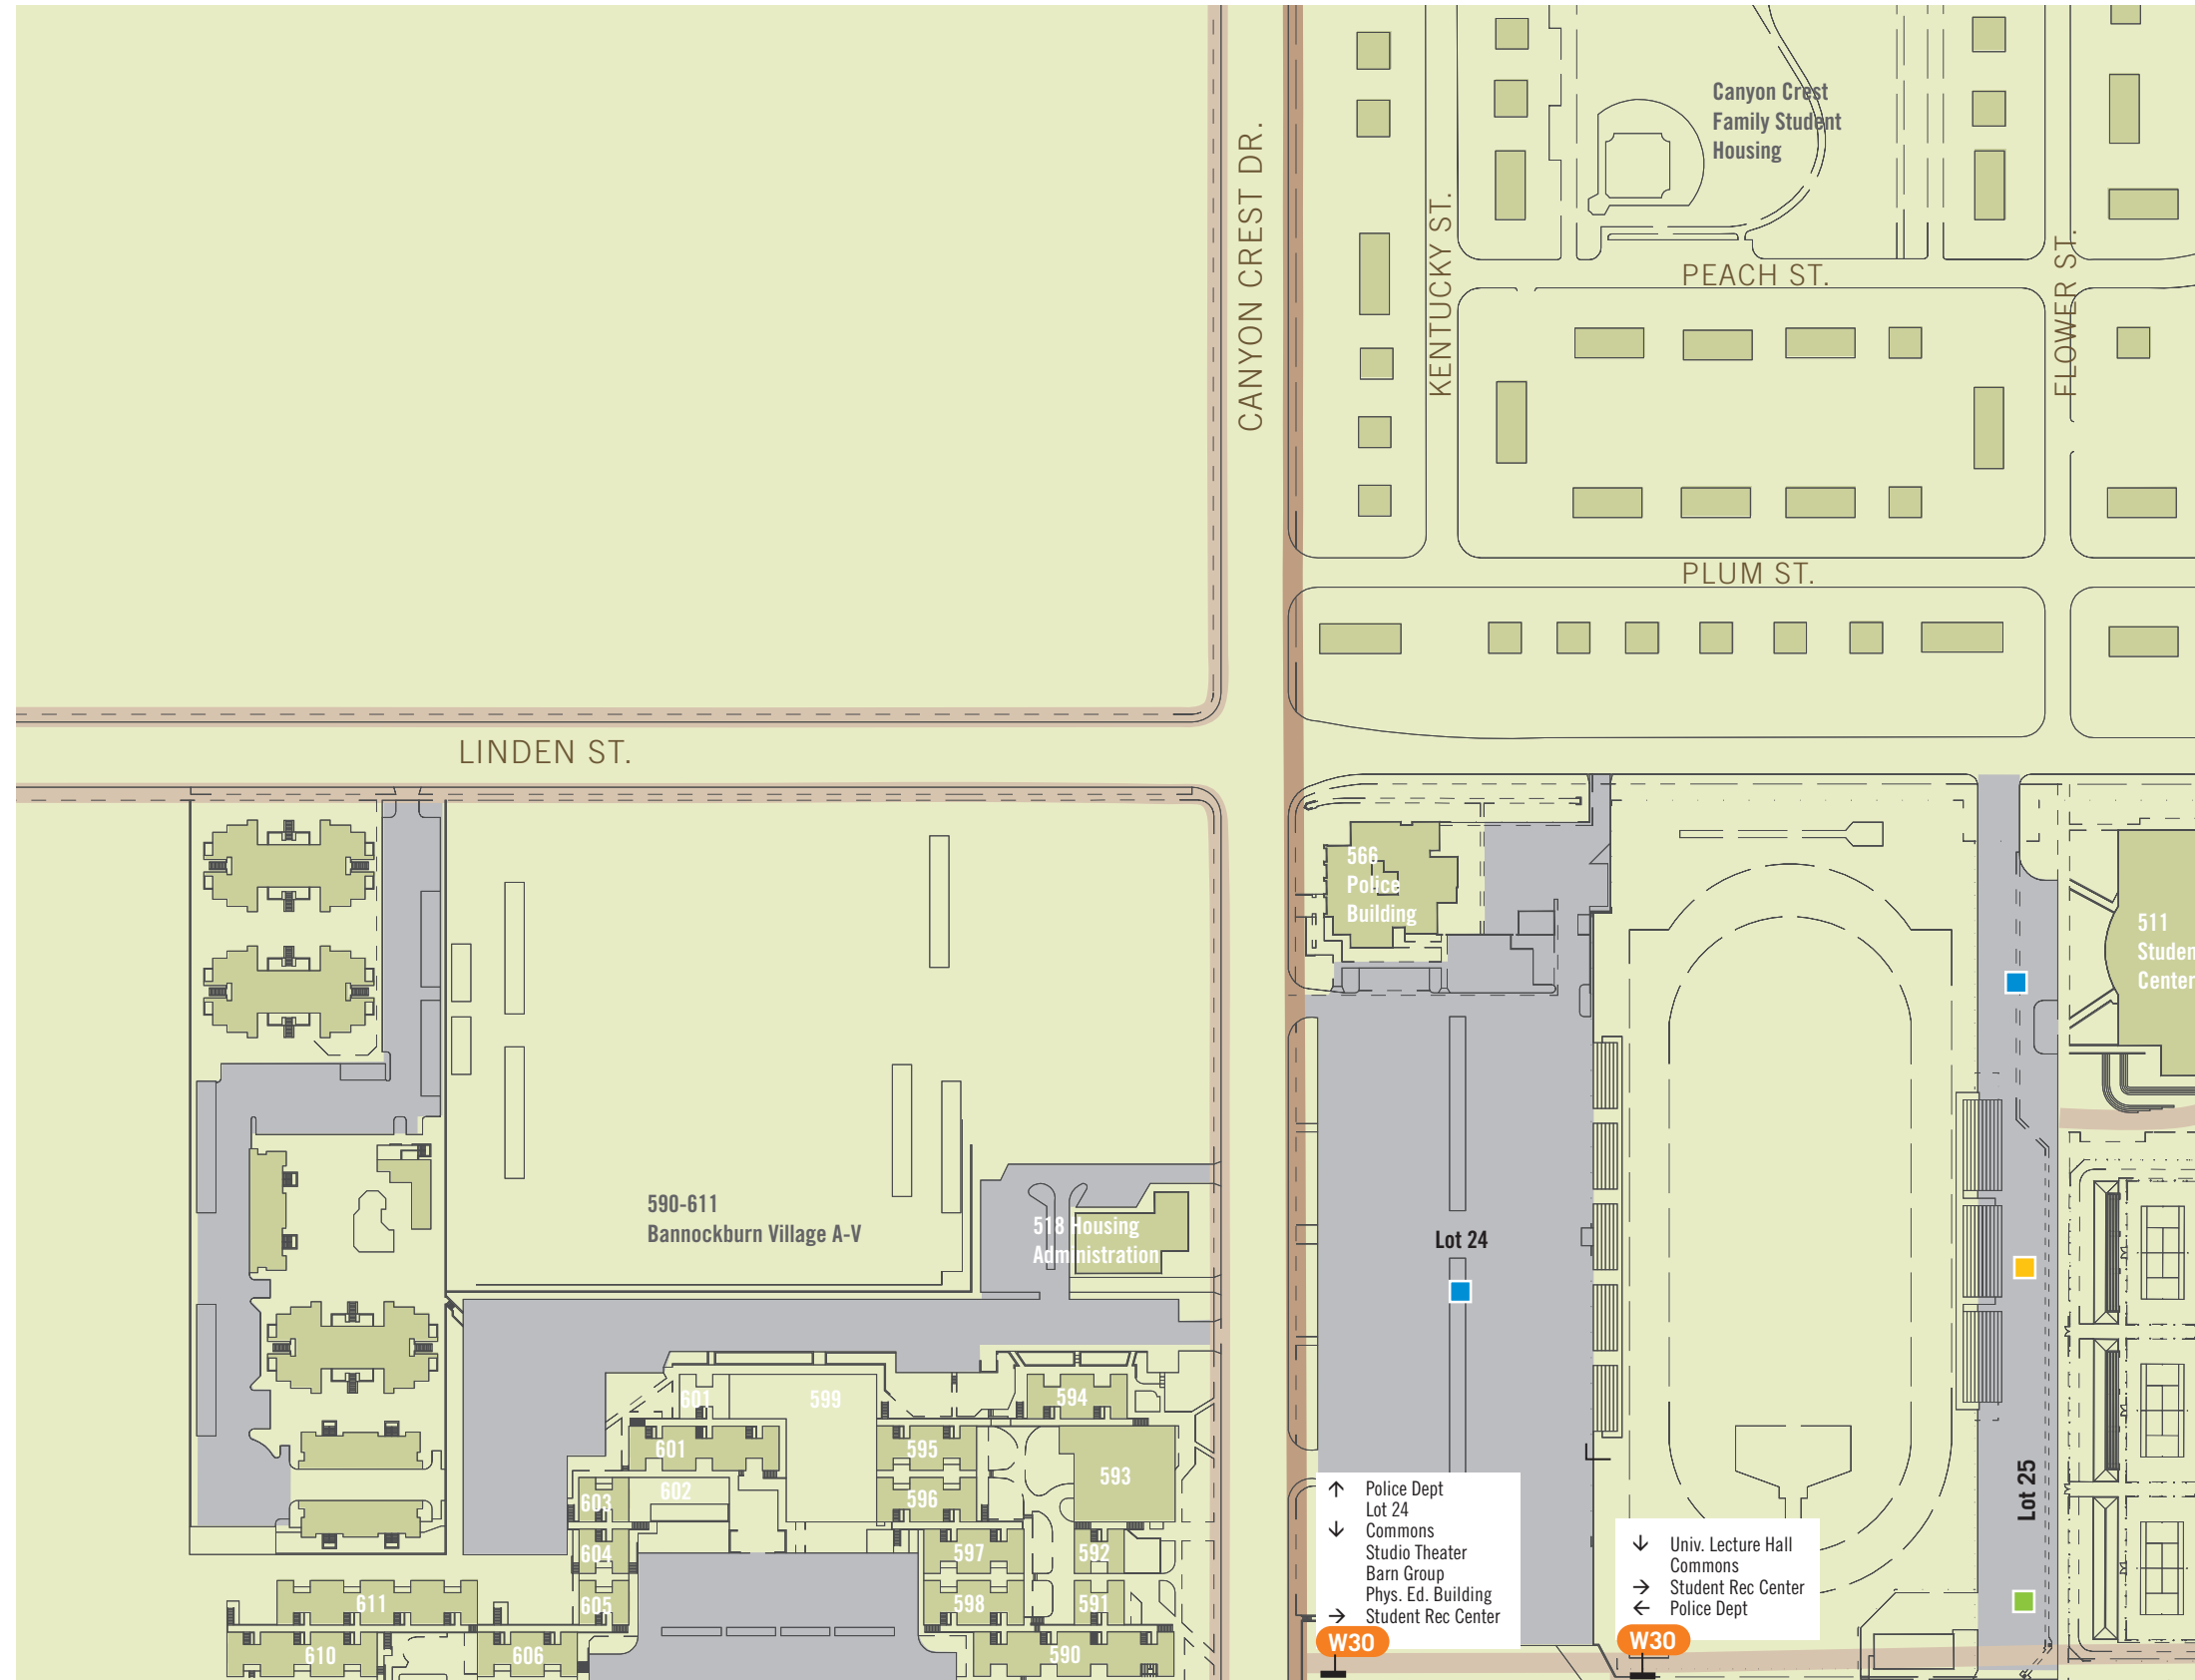 Canyon Crest
Family Student
Housing
CANYON CREST DR.
KENTUCKY ST.
FLOWER ST.
PEACH ST.
PLUM ST.
LINDEN ST.
566
Police
Building
511
Studen
Center
590-611
Bannockburn Village A-V
518 Housing
Administration
Lot 24
601
599
594
601
595
593
603
602
596
604
597
592
611
605
598
591
610
606
590
Lot 25
↑ Police Dept
Lot 24
↓ Commons
Studio Theater
Barn Group
Phys. Ed. Building
→ Student Rec Center
W30
↓ Univ. Lecture Hall
Commons
→ Student Rec Center
← Police Dept
W30